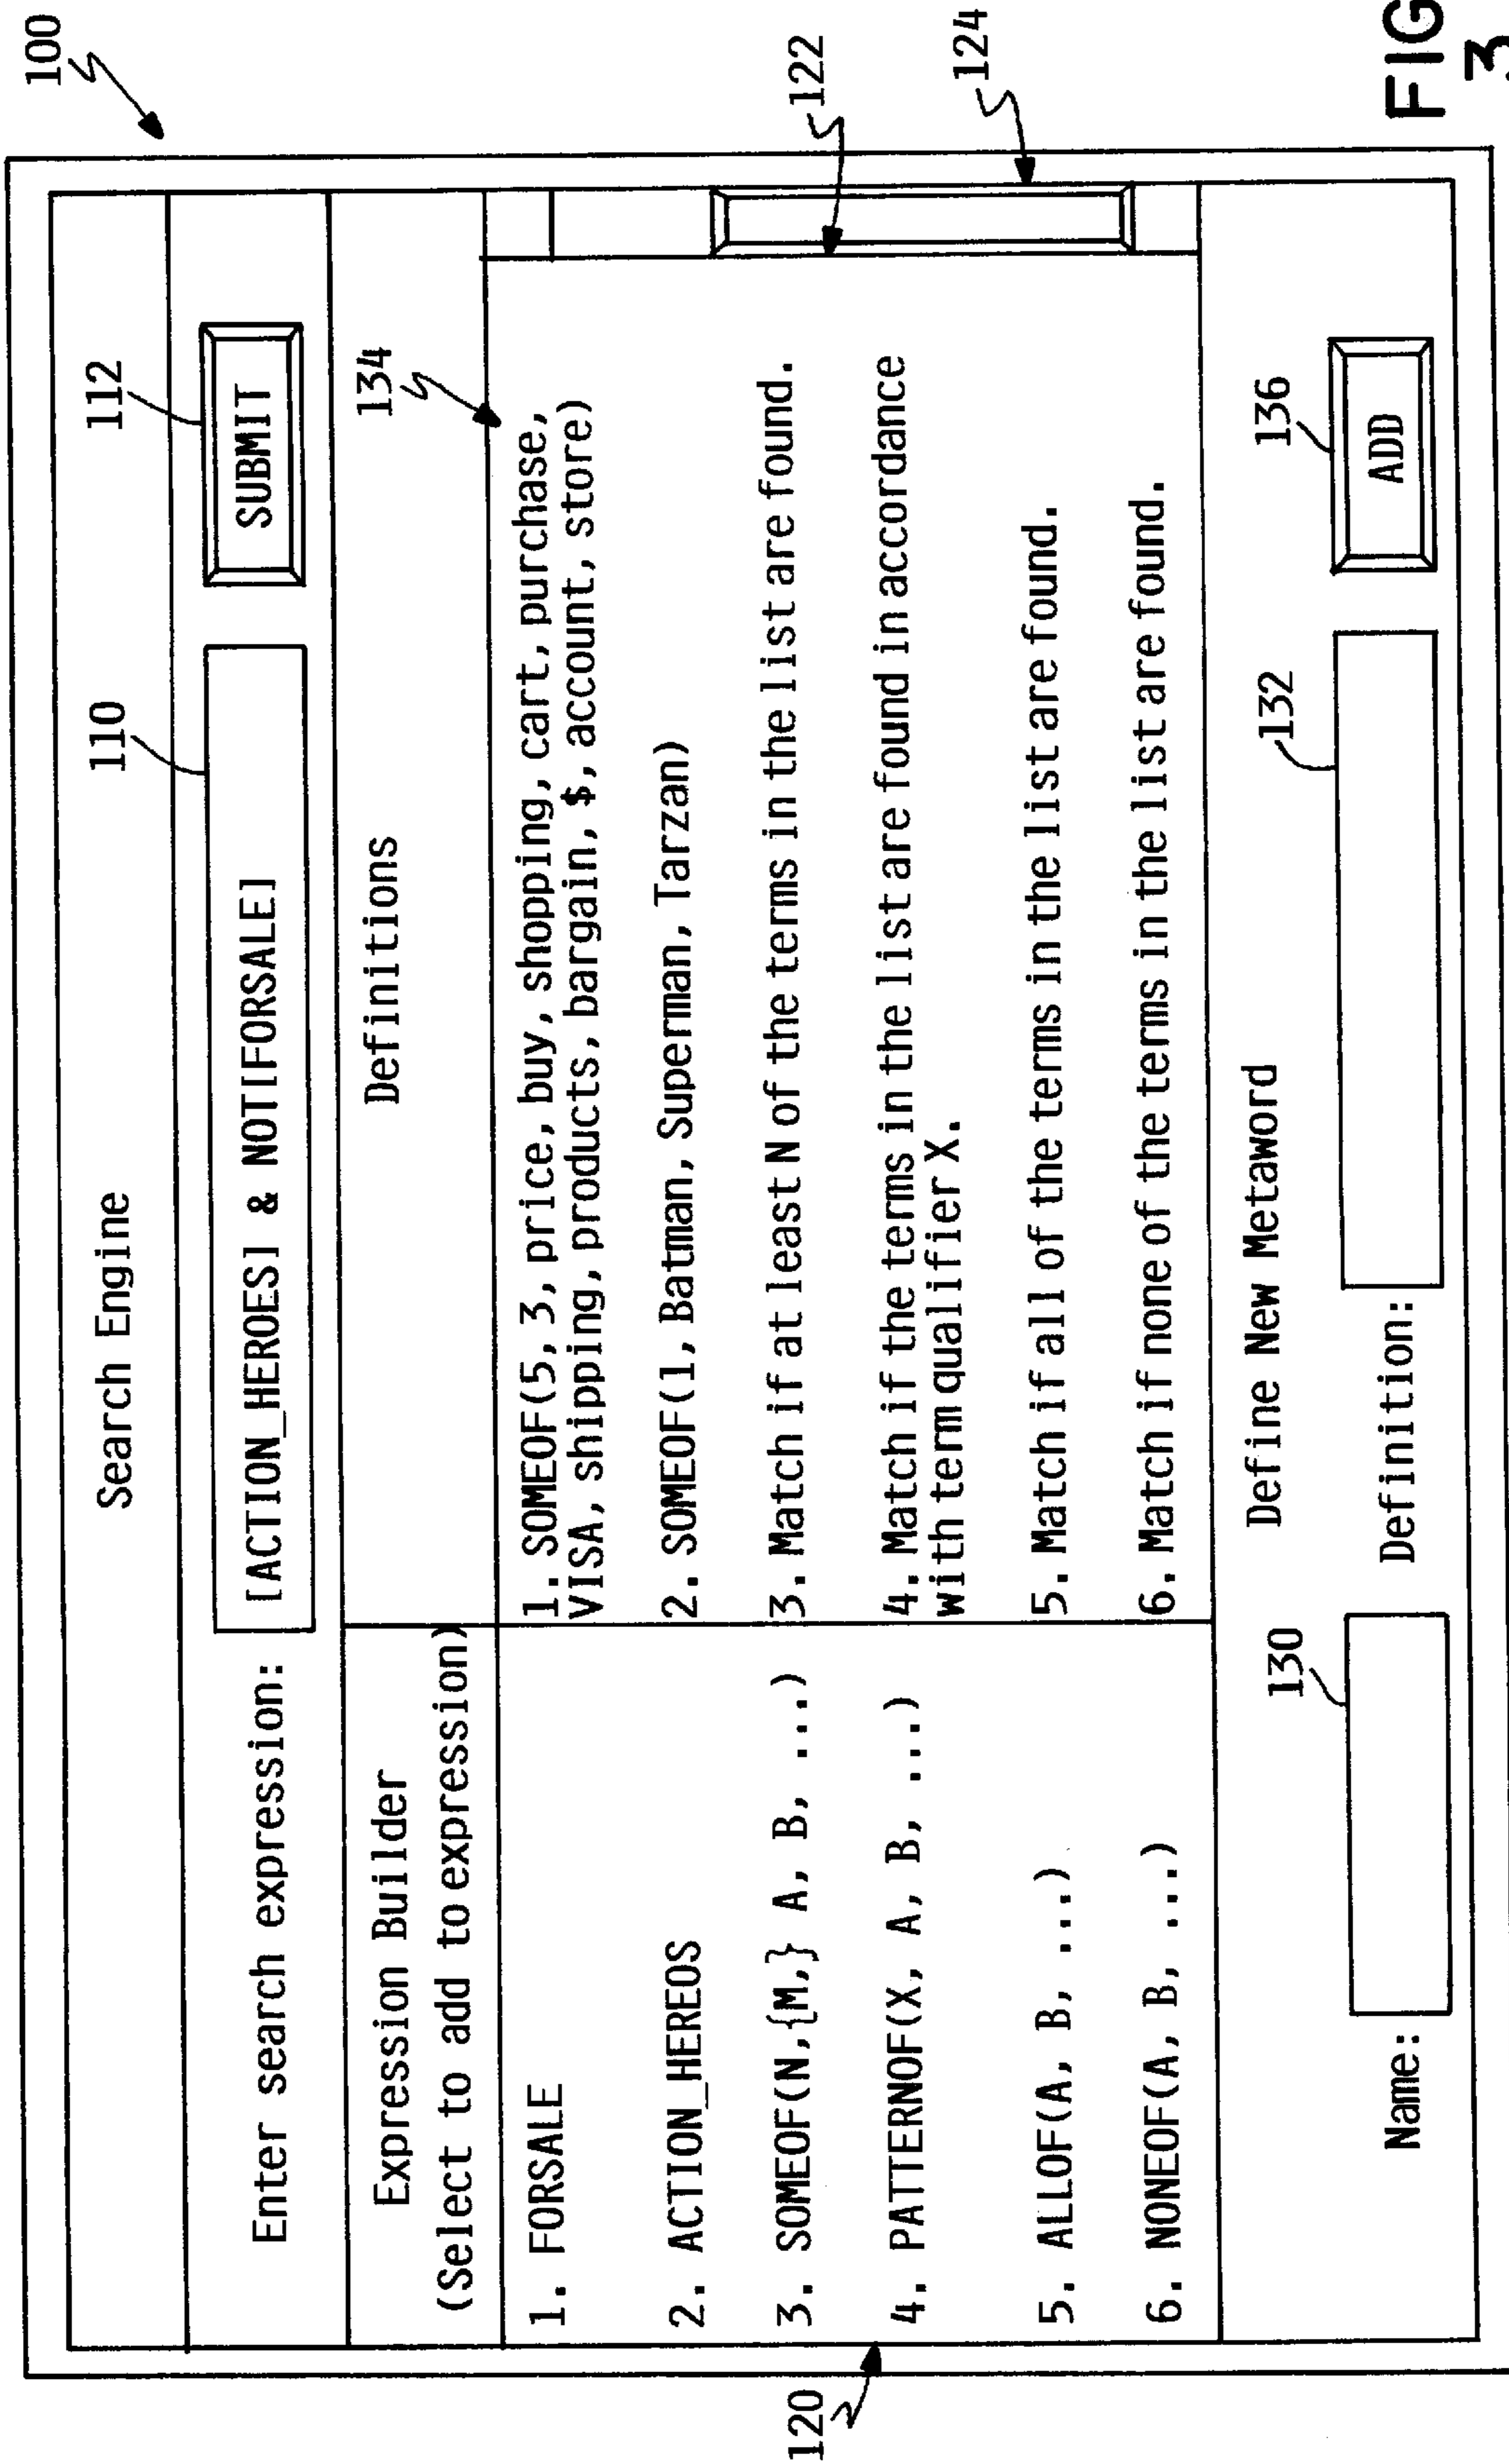 100
Search Engine
110
112
Enter search expression:
[ACTION_HEROES] & NOT[FORSALE]
SUBMIT
Expression Builder
(Select to add to expression)
Definitions
134
1. FORSALE
1. SOMEOF(5, 3, price, buy, shopping, cart, purchase,
VISA, shipping, products, bargain, $, account, store)
2. ACTION_HEREOS
2. SOMEOF(1, Batman, Superman, Tarzan)
3. SOMEOF(N,{M,} A, B, ...)
3. Match if at least N of the terms in the list are found.
122
120
4. PATTERNOF(X, A, B, ...)
4. Match if the terms in the list are found in accordance
with term qualifier X.
124
5. ALLOF(A, B, ...)
5. Match if all of the terms in the list are found.
6. NONEOF(A, B, ...)
6. Match if none of the terms in the list are found.
Define New Metaword
130
132
136
Name:
Definition:
ADD
FIG.
3